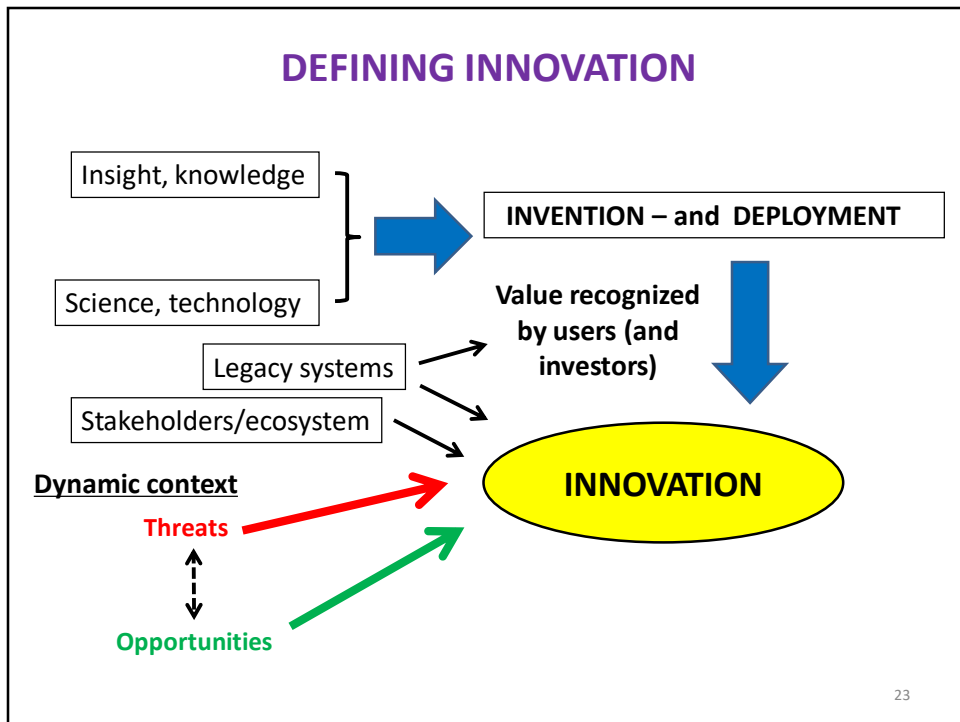 DEFINING INNOVATION
Insight, knowledge
INVENTION – and DEPLOYMENT
Science, technology
Value recognized
by users (and
investors)
Legacy systems
Stakeholders/ecosystem
INNOVATION
Dynamic context
Threats
Opportunities
23